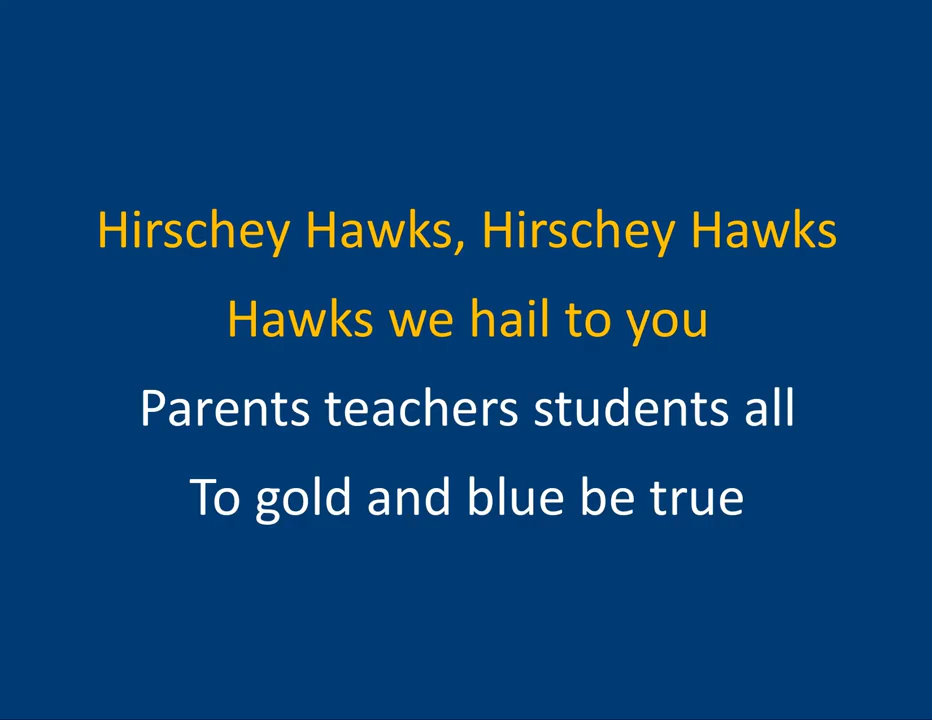 Hirschey Hawks, Hirschey Hawks
Hawks we hail to you
Parents teachers students all
To gold and blue be true